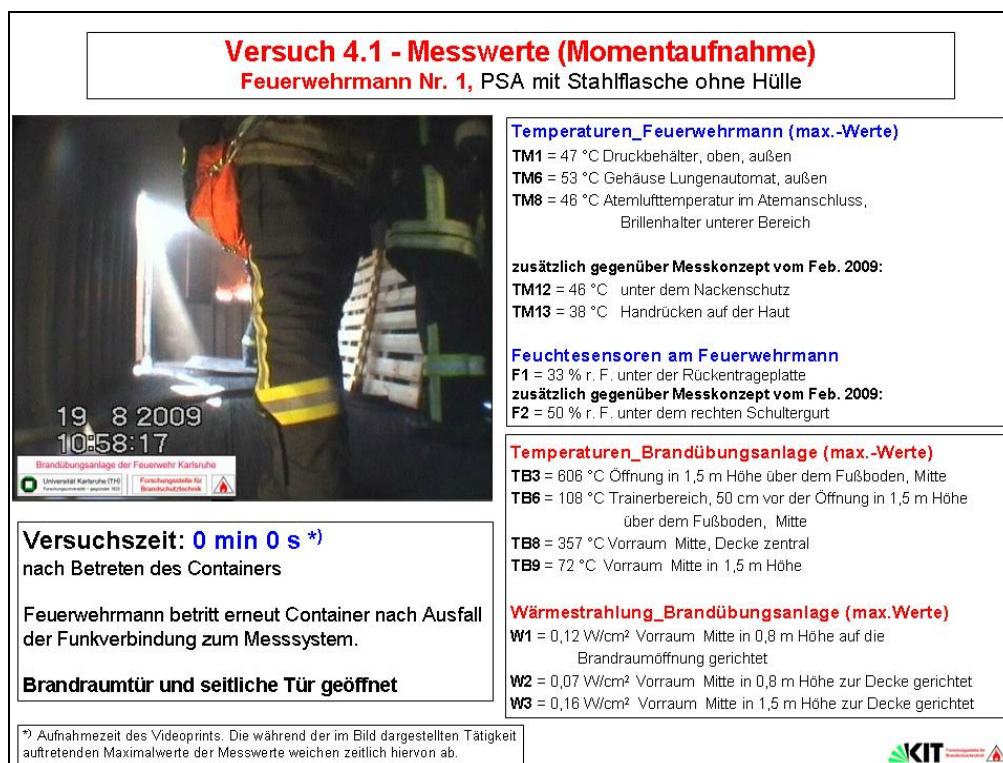 Versuch 4.1 - Messwerte (Momentaufnahme)
Feuerwehrmann Nr. 1, PSA mit Stahlflasche ohne Hülle
19 8 2009
10:58:17
Brandübungsanlage der Feuerwehr Karlsruhe
Universität Karlsruhe (TH)
Forschungsstelle für
Brandschutztechnik
Versuchszeit: 0 min 0 s *)
nach Betreten des Containers
Feuerwehrmann betritt erneut Container nach Ausfall
der Funkverbindung zum Messsystem.
Brandraumtür und seitliche Tür geöffnet
*) Aufnahmezeit des Videoprints. Die während der im Bild dargestellten Tätigkeit
auftretenden Maximalwerte der Messwerte weichen zeitlich hiervon ab.
Temperaturen_Feuerwehrmann (max.-Werte)
TM1 = 47 °C Druckbehälter, oben, außen
TM6 = 53 °C Gehäuse Lungenautomat, außen
TM8 = 46 °C Atemlufttemperatur im Atemanschluss,
Brillenhalter unterer Bereich
zusätzlich gegenüber Messkonzept vom Feb. 2009:
TM12 = 46 °C unter dem Nackenschutz
TM13 = 38 °C Handrücken auf der Haut
Feuchtesensoren am Feuerwehrmann
F1 = 33 % r. F. unter der Rückentrageplatte
zusätzlich gegenüber Messkonzept vom Feb. 2009:
F2 = 50 % r. F. unter dem rechten Schultergurt
Temperaturen_Brandübungsanlage (max.-Werte)
TB3 = 606 °C Öffnung in 1,5 m Höhe über dem Fußboden, Mitte
TB6 = 108 °C Trainerbereich, 50 cm vor der Öffnung in 1,5 m Höhe
über dem Fußboden, Mitte
TB8 = 357 °C Vorraum Mitte, Decke zentral
TB9 = 72 °C Vorraum Mitte in 1,5 m Höhe
Wärmestrahlung_Brandübungsanlage (max.Werte)
W1 = 0,12 W/cm² Vorraum Mitte in 0,8 m Höhe auf die
Brandraumöffnung gerichtet
W2 = 0,07 W/cm² Vorraum Mitte in 0,8 m Höhe zur Decke gerichtet
W3 = 0,16 W/cm² Vorraum Mitte in 1,5 m Höhe zur Decke gerichtet
KIT
Forschungsstelle für
Brandschutztechnik